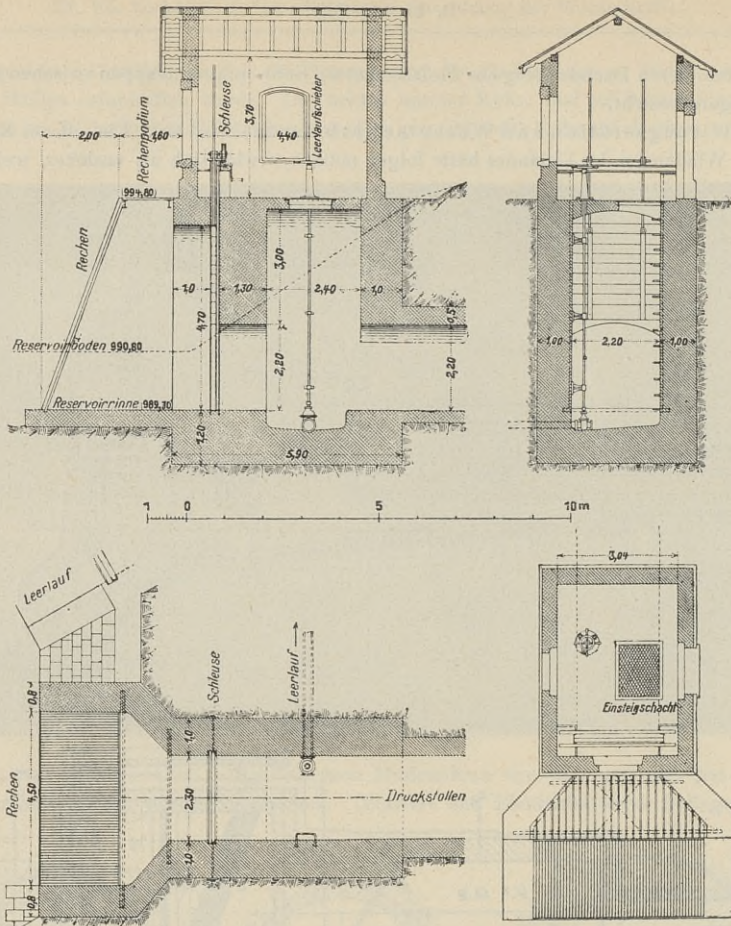 2,00
1,60
Rechenpodium
994,80
Rechen
Schleuse
3,70
4,40
Leerlaufschieber
1,0
1,30
3,00
2,40
1,0
4,70
0,5
2,20
2,20
Reservoirboden 990,80
Reservoirrinne 989,70
1,20
5,90
1,00
2,20
1,00
1 0 5 10 m
Leerlauf
Schleuse
Leerlauf
0,8
1,0
Rechen
4,50
2,30
Druckstollen
1,0
0,8
3,04
Einsteigschacht